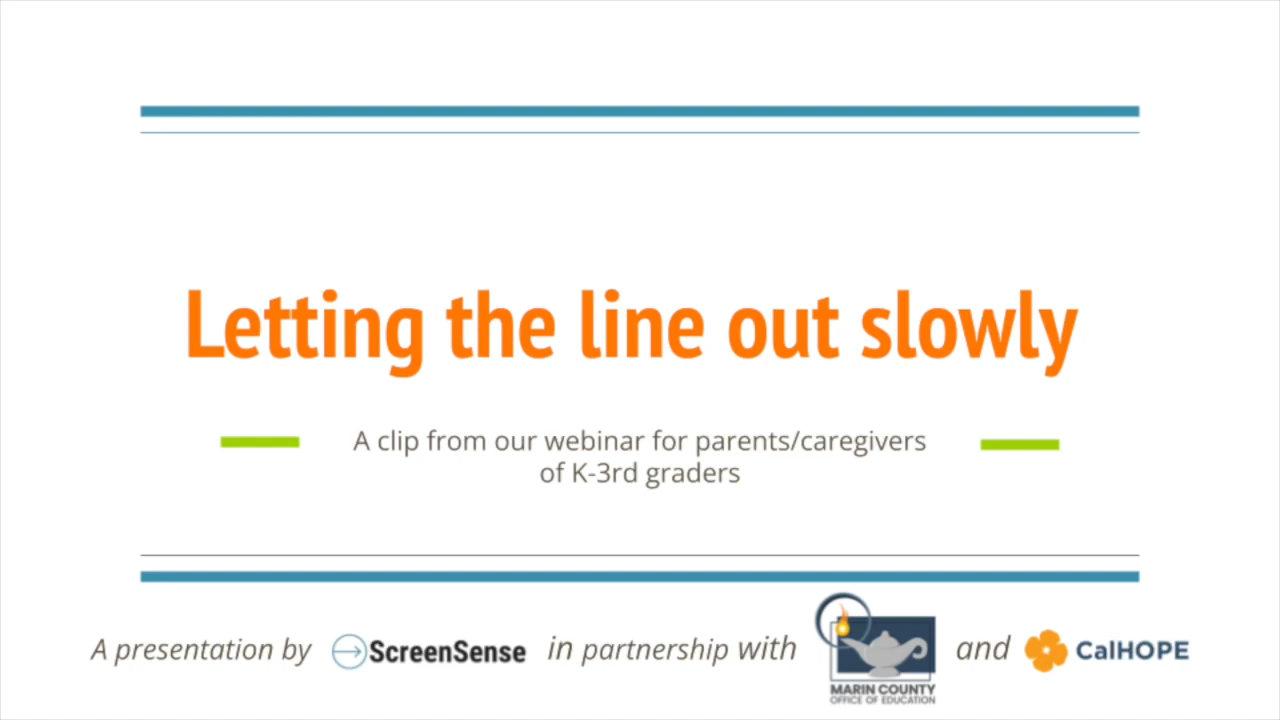 Letting the line out slowly
A clip from our webinar for parents/caregivers
of K-3rd graders
A presentation by ScreenSense in partnership with MARIN COUNTY OFFICE OF EDUCATION and CalHOPE